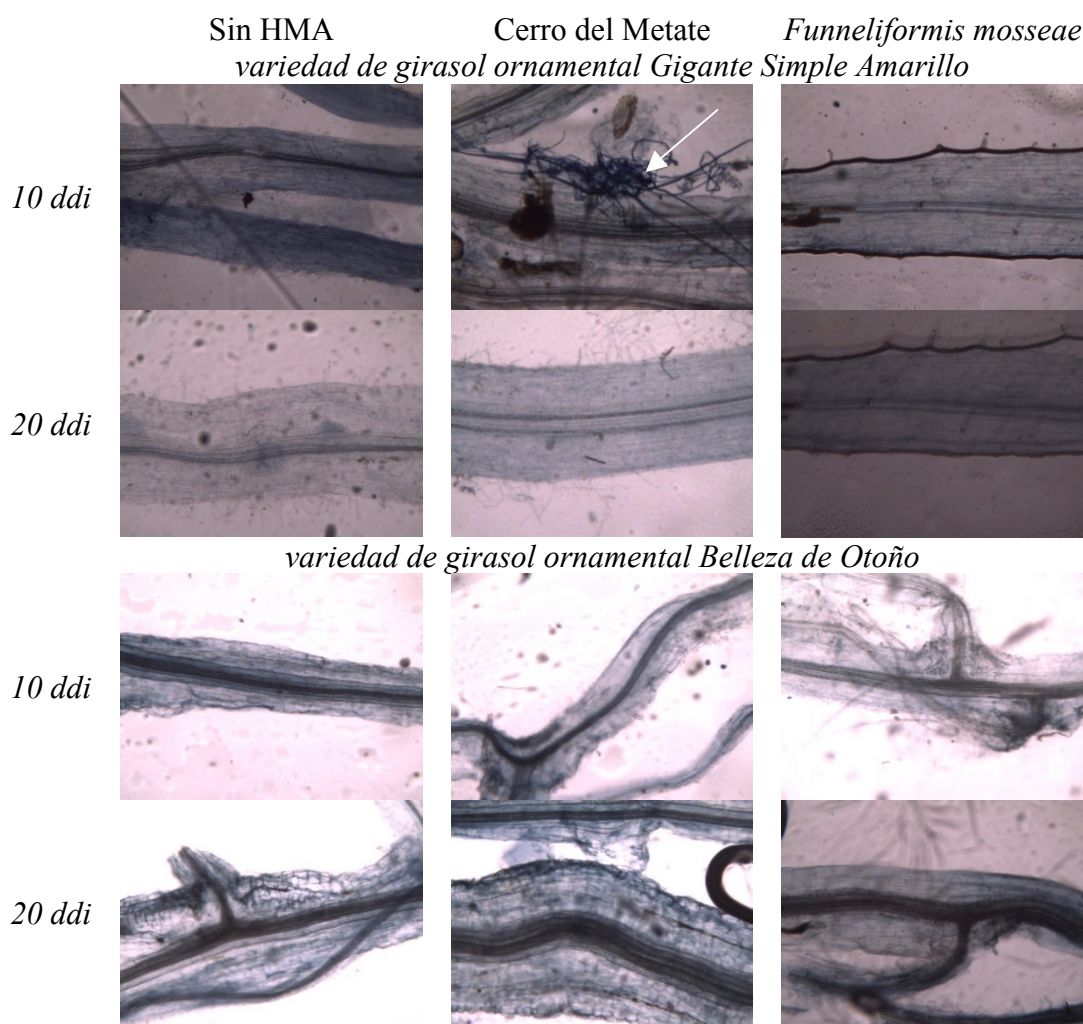 Sin HMA Cerro del Metate Funneliformis mosseae
variedad de girasol ornamental Gigante Simple Amarillo
10 ddi
20 ddi
variedad de girasol ornamental Belleza de Otoño
10 ddi
20 ddi